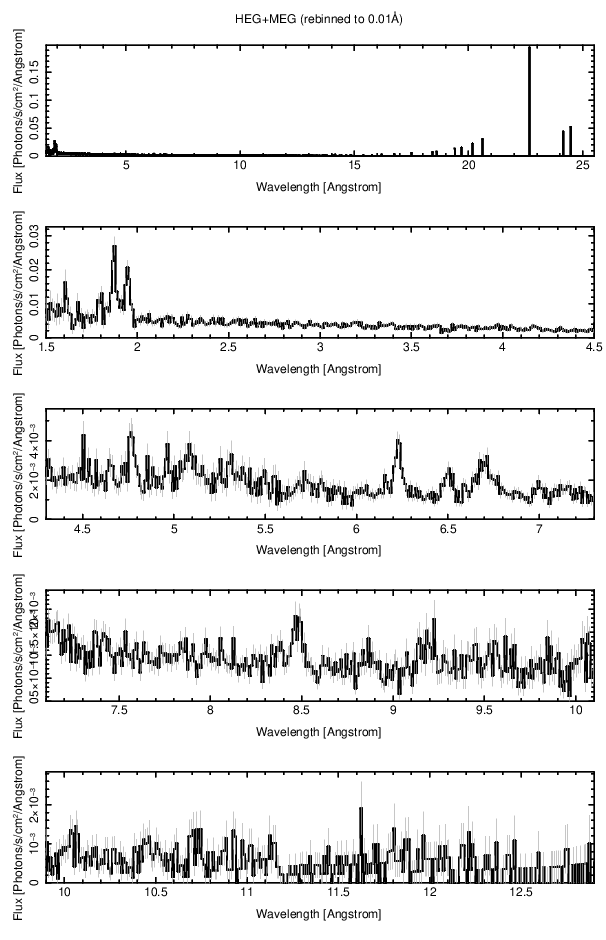 HEG+MEG (rebinned to 0.01Å)
Flux [Photons/s/cm²/Angstrom]
0 0.05 0.1 0.15
5 10 15 20 25
Wavelength [Angstrom]
Flux [Photons/s/cm²/Angstrom]
0 0.01 0.02 0.03
1.5 2 2.5 3 3.5 4 4.5
Wavelength [Angstrom]
Flux [Photons/s/cm²/Angstrom]
0 2×10⁻³ 4×10⁻³
4.5 5 5.5 6 6.5 7
Wavelength [Angstrom]
Flux [Photons/s/cm²/Angstrom]
7.5 8 8.5 9 9.5 10
Wavelength [Angstrom]
Flux [Photons/s/cm²/Angstrom]
0 10⁻³ 2×10⁻³
10 10.5 11 11.5 12 12.5
Wavelength [Angstrom]